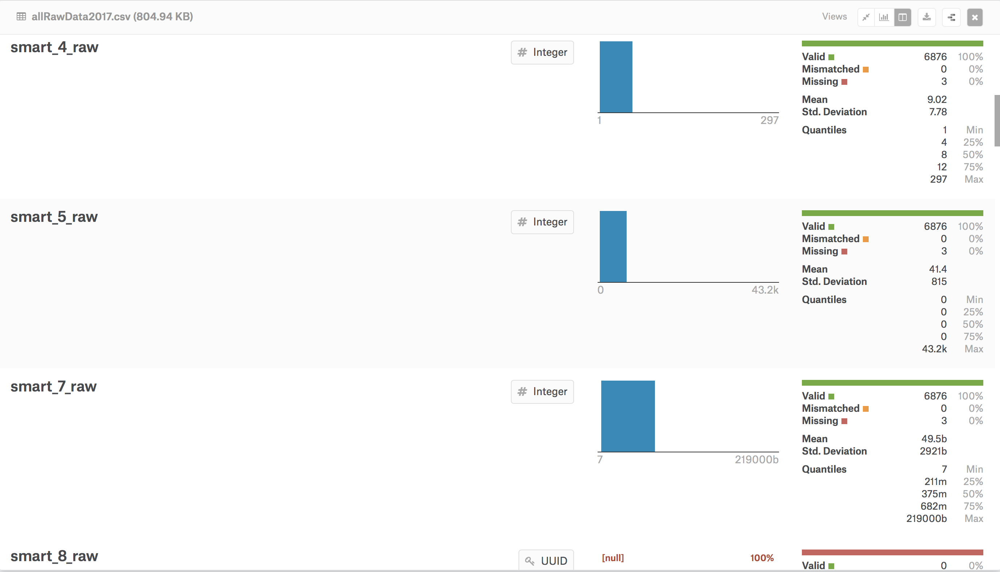 allRawData2017.csv (804.94 KB) Views
smart_4_raw
# Integer
1 297
Valid 6876 100%
Mismatched 0 0%
Missing 3 0%
Mean 9.02
Std. Deviation 7.78
Quantiles 1 Min
4 25%
8 50%
12 75%
297 Max
smart_5_raw
# Integer
0 43.2k
Valid 6876 100%
Mismatched 0 0%
Missing 3 0%
Mean 41.4
Std. Deviation 815
Quantiles 0 Min
0 25%
0 50%
0 75%
43.2k Max
smart_7_raw
# Integer
7 219000b
Valid 6876 100%
Mismatched 0 0%
Missing 3 0%
Mean 49.5b
Std. Deviation 2921b
Quantiles 7 Min
211m 25%
375m 50%
682m 75%
219000b Max
smart_8_raw
UUID
[null] 100%
Valid 0 0%